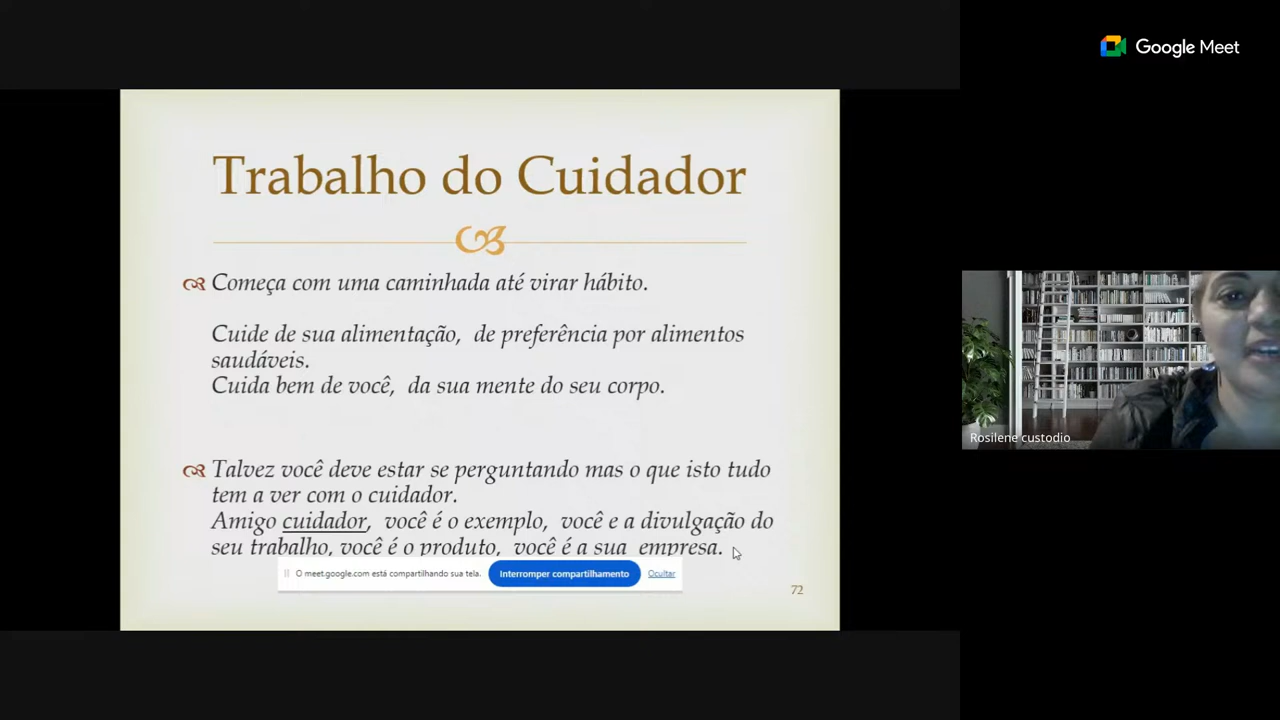 Google Meet
Trabalho do Cuidador
Começa com uma caminhada até virar hábito.
Cuide de sua alimentação, de preferência por alimentos
saudáveis.
Cuida bem de você, da sua mente do seu corpo.
Talvez você deve estar se perguntando mas o que isto tudo
tem a ver com o cuidador.
Amigo cuidador, você é o exemplo, você e a divulgação do
seu trabalho, você é o produto, você é a sua empresa.
O meet.google.com está compartilhando sua tela.
Interromper compartilhamento
Ocultar
72
Rosilene custodio